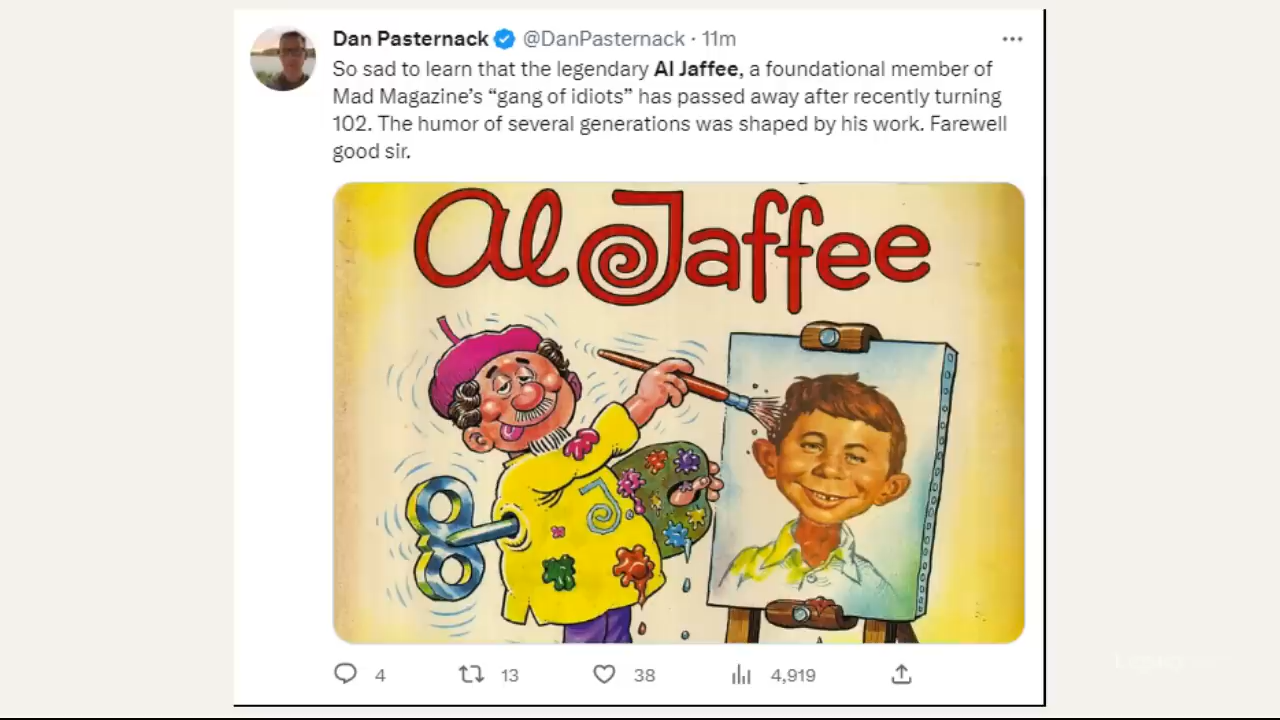 Dan Pasternack @DanPasternack · 11m
So sad to learn that the legendary Al Jaffee, a foundational member of
Mad Magazine’s “gang of idiots” has passed away after recently turning
102. The humor of several generations was shaped by his work. Farewell
good sir.
Al Jaffee
J
4 13 38 4,919
Legacy